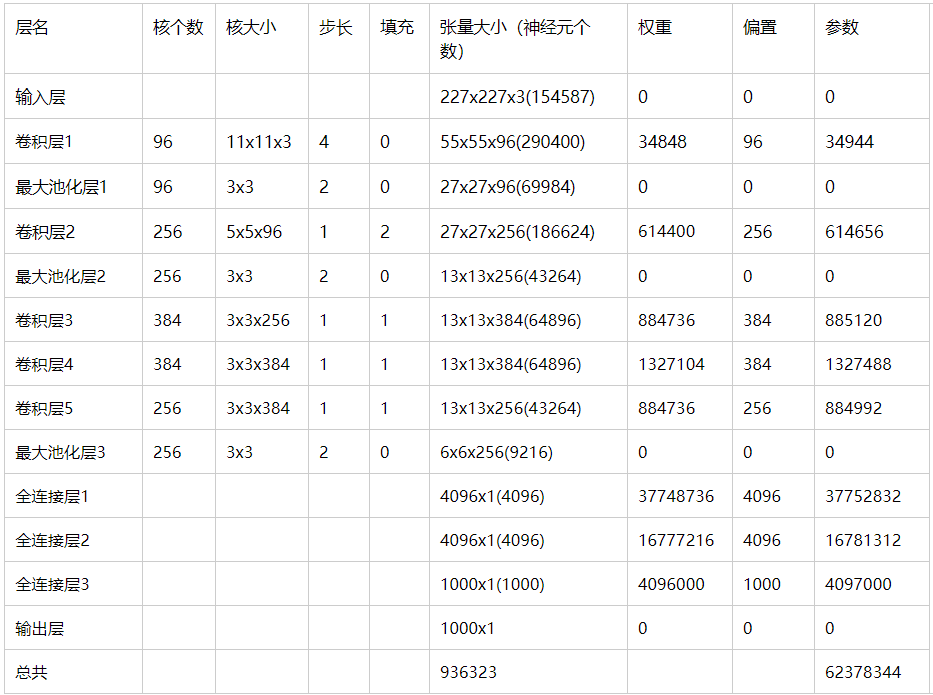 层名 核个数 核大小 步长 填充 张量大小（神经元个 权重 偏置 参数
数）
输入层 227x227x3(154587) 0 0 0
卷积层1 96 11x11x3 4 0 55x55x96(290400) 34848 96 34944
最大池化层1 96 3x3 2 0 27x27x96(69984) 0 0 0
卷积层2 256 5x5x96 1 2 27x27x256(186624) 614400 256 614656
最大池化层2 256 3x3 2 0 13x13x256(43264) 0 0 0
卷积层3 384 3x3x256 1 1 13x13x384(64896) 884736 384 885120
卷积层4 384 3x3x384 1 1 13x13x384(64896) 1327104 384 1327488
卷积层5 256 3x3x384 1 1 13x13x256(43264) 884736 256 884992
最大池化层3 256 3x3 2 0 6x6x256(9216) 0 0 0
全连接层1 4096x1(4096) 37748736 4096 37752832
全连接层2 4096x1(4096) 16777216 4096 16781312
全连接层3 1000x1(1000) 4096000 1000 4097000
输出层 1000x1 0 0 0
总共 936323 62378344